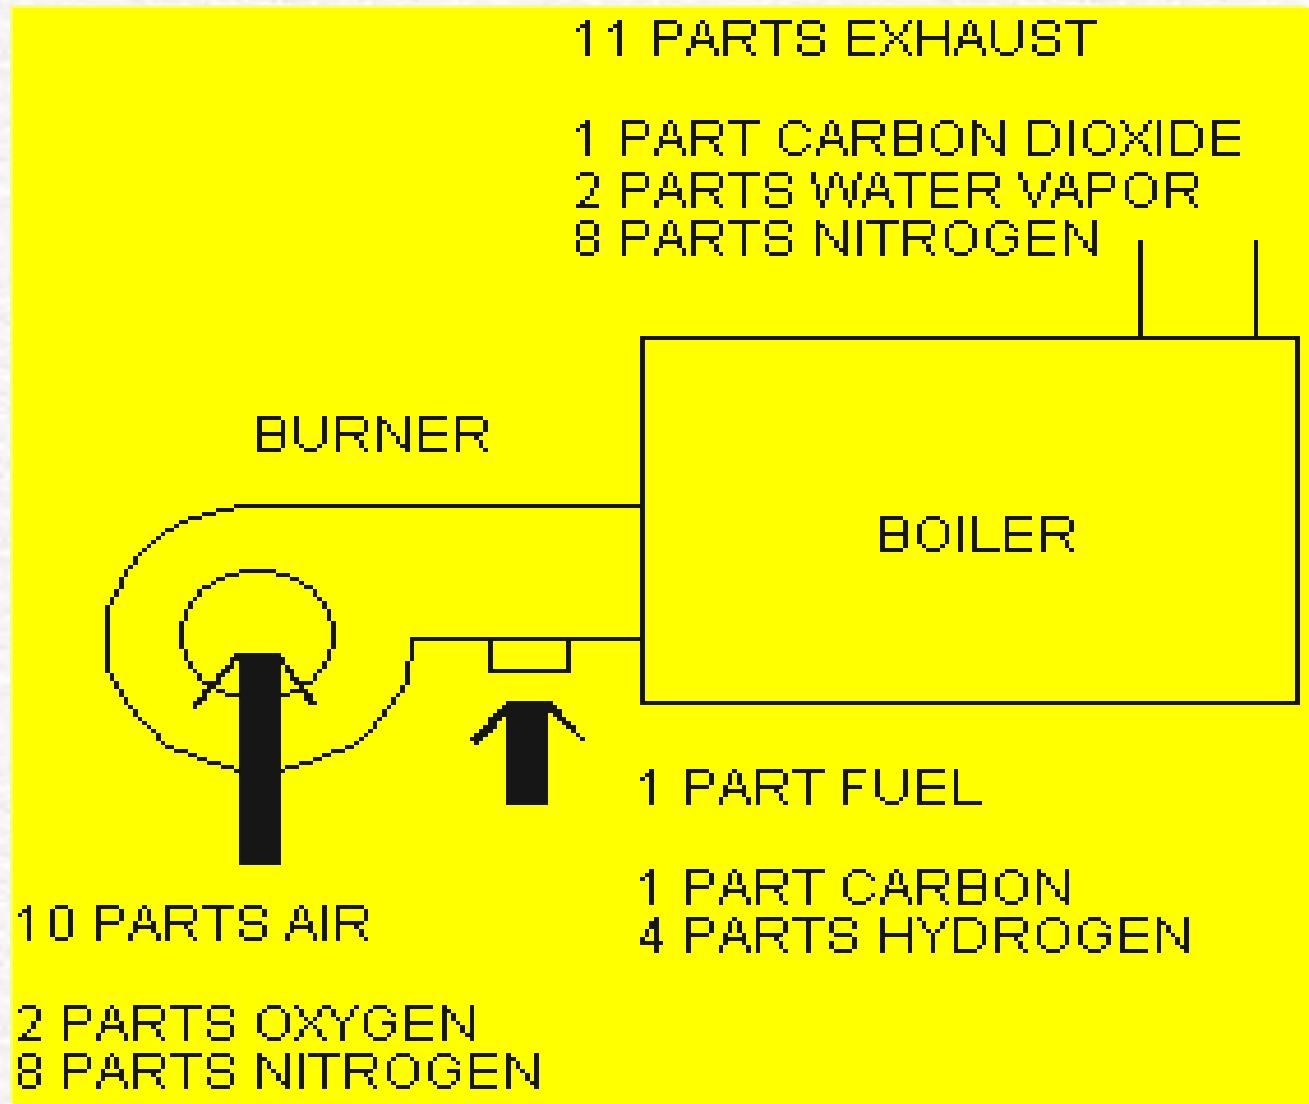 11 PARTS EXHAUST
1 PART CARBON DIOXIDE
2 PARTS WATER VAPOR
8 PARTS NITROGEN
BURNER
BOILER
1 PART FUEL
1 PART CARBON
4 PARTS HYDROGEN
10 PARTS AIR
2 PARTS OXYGEN
8 PARTS NITROGEN